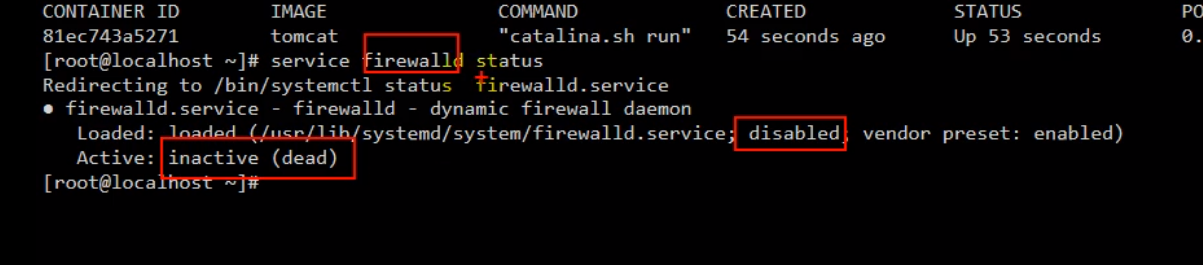 CONTAINER ID IMAGE COMMAND CREATED STATUS PO
81ec743a5271 tomcat "catalina.sh run" 54 seconds ago Up 53 seconds 0.
[root@localhost ~]# service firewalld status
Redirecting to /bin/systemctl status firewalld.service
● firewalld.service - firewalld - dynamic firewall daemon
Loaded: loaded (/usr/lib/systemd/system/firewalld.service; disabled; vendor preset: enabled)
Active: inactive (dead)
[root@localhost ~]#